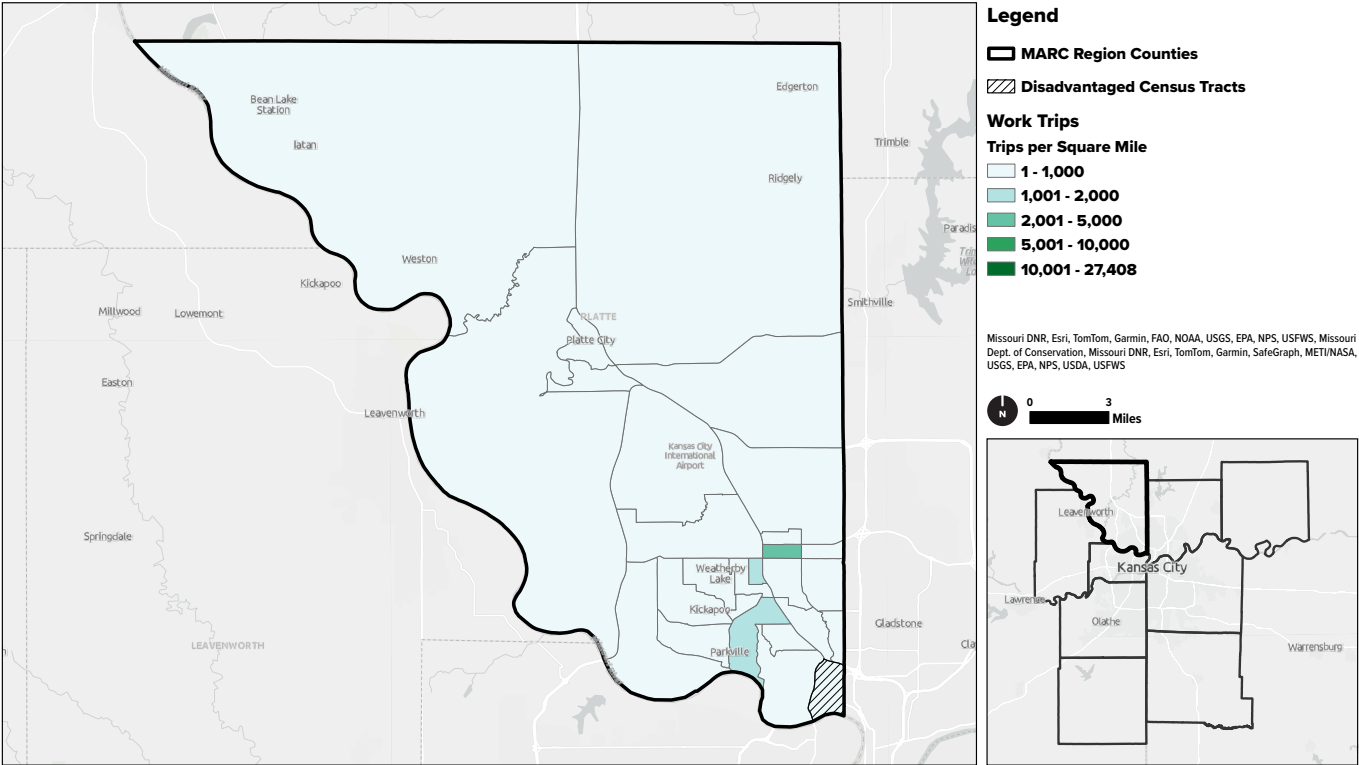 Bean Lake
Station
Iatan
Edgerton
Trimble
Ridgely
Weston
Kickapoo
Millwood
Lowemont
Smithville
PLATTE
Platte City
Easton
Leavenworth
Kansas City
International
Airport
Springdale
Weatherby
Lake
Kickapoo
Gladstone
LEAVENWORTH
Parkville
Legend
MARC Region Counties
Disadvantaged Census Tracts
Work Trips
Trips per Square Mile
1 - 1,000
1,001 - 2,000
2,001 - 5,000
5,001 - 10,000
10,001 - 27,408
Missouri DNR, Esri, TomTom, Garmin, FAO, NOAA, USGS, EPA, NPS, USFWS, Missouri
Dept. of Conservation, Missouri DNR, Esri, TomTom, Garmin, SafeGraph, METI/NASA,
USGS, EPA, NPS, USDA, USFWS
N
0 3
Miles
Leavenworth
Kansas City
Lawrence
Olathe
Warrensburg